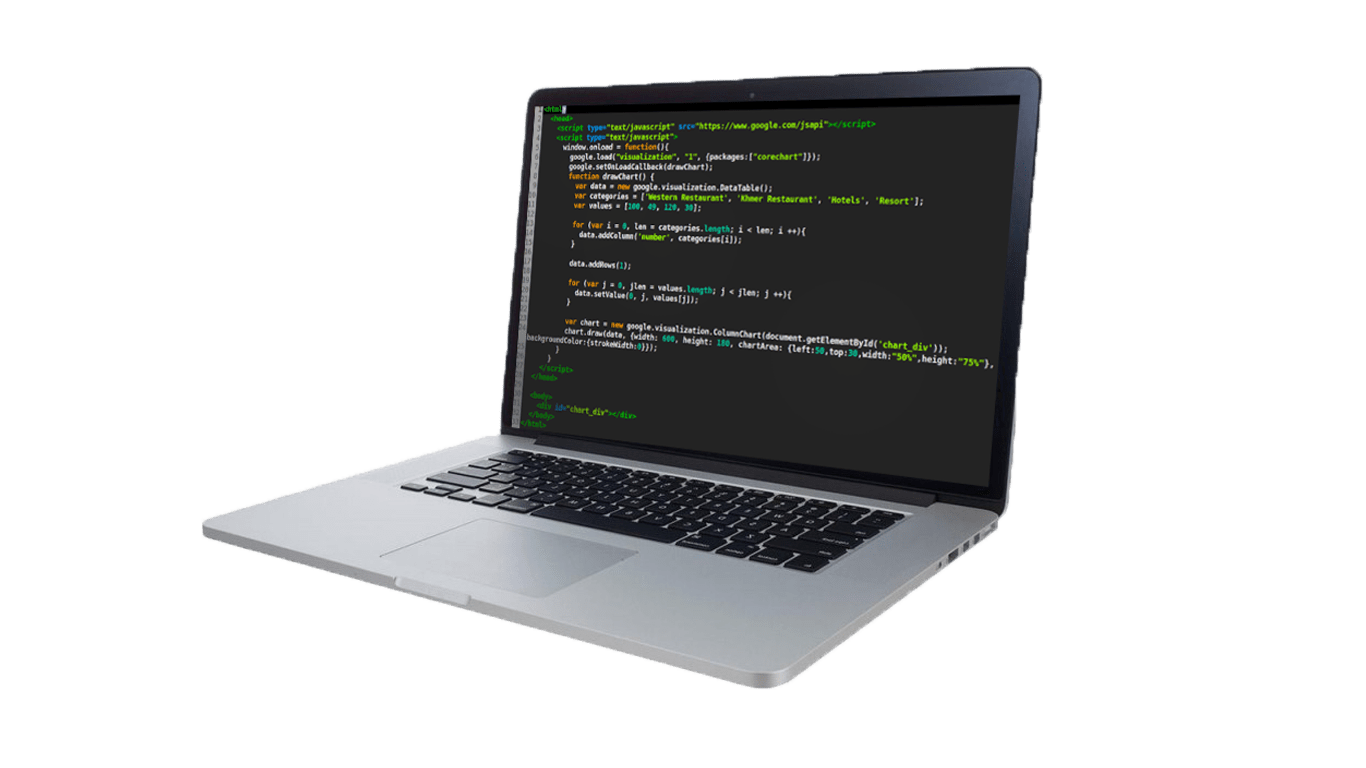 <html
<head>
<script type="text/javascript" src="https://www.google.com/jsapi"></script>
<script type="text/javascript">
window.onload = function(){
google.load("visualization", "1", {packages:["corechart"]});
google.setOnLoadCallback(drawChart);
function drawChart() {
var data = new google.visualization.DataTable();
var categories = ['Western Restaurant', 'Khmer Restaurant', 'Hotels', 'Resort'];
var values = [100, 49, 120, 30];
for (var i = 0, len = categories.length; i < len; i ++){
data.addColumn('number', categories[i]);
}
data.addRows(1);
for (var j = 0, jlen = values.length; j < jlen; j ++){
data.setValue(0, j, values[j]);
}
var chart = new google.visualization.ColumnChart(document.getElementById('chart_div'));
chart.draw(data, {width: 600, height: 180, chartArea: {left:50,top:30,width:"50%",height:"75%"},
backgroundColor:{strokeWidth:0}});
}
}
</script>
</head>
<body>
<div id="chart_div"></div>
</body>
</html>